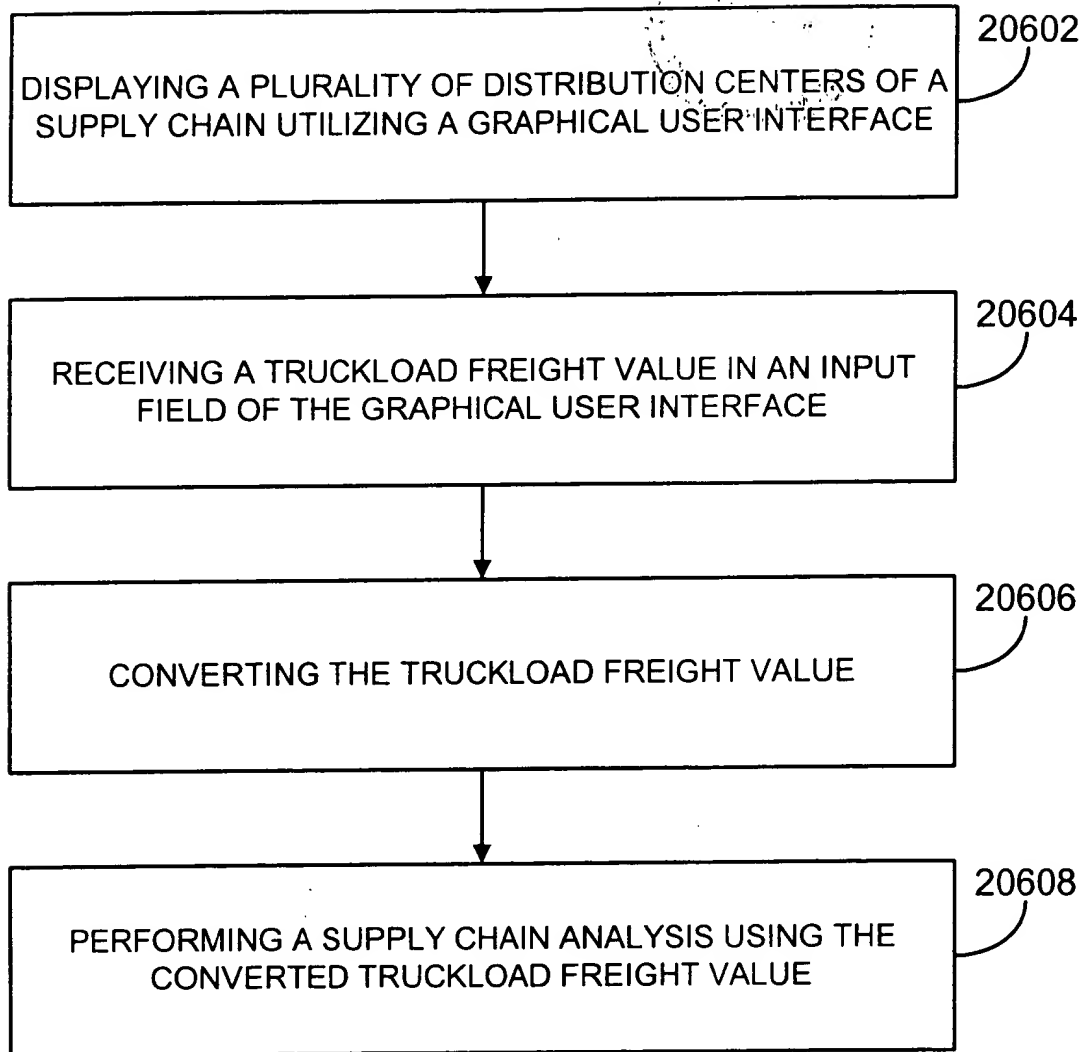 20602
DISPLAYING A PLURALITY OF DISTRIBUTION CENTERS OF A
SUPPLY CHAIN UTILIZING A GRAPHICAL USER INTERFACE
20604
RECEIVING A TRUCKLOAD FREIGHT VALUE IN AN INPUT
FIELD OF THE GRAPHICAL USER INTERFACE
20606
CONVERTING THE TRUCKLOAD FREIGHT VALUE
20608
PERFORMING A SUPPLY CHAIN ANALYSIS USING THE
CONVERTED TRUCKLOAD FREIGHT VALUE